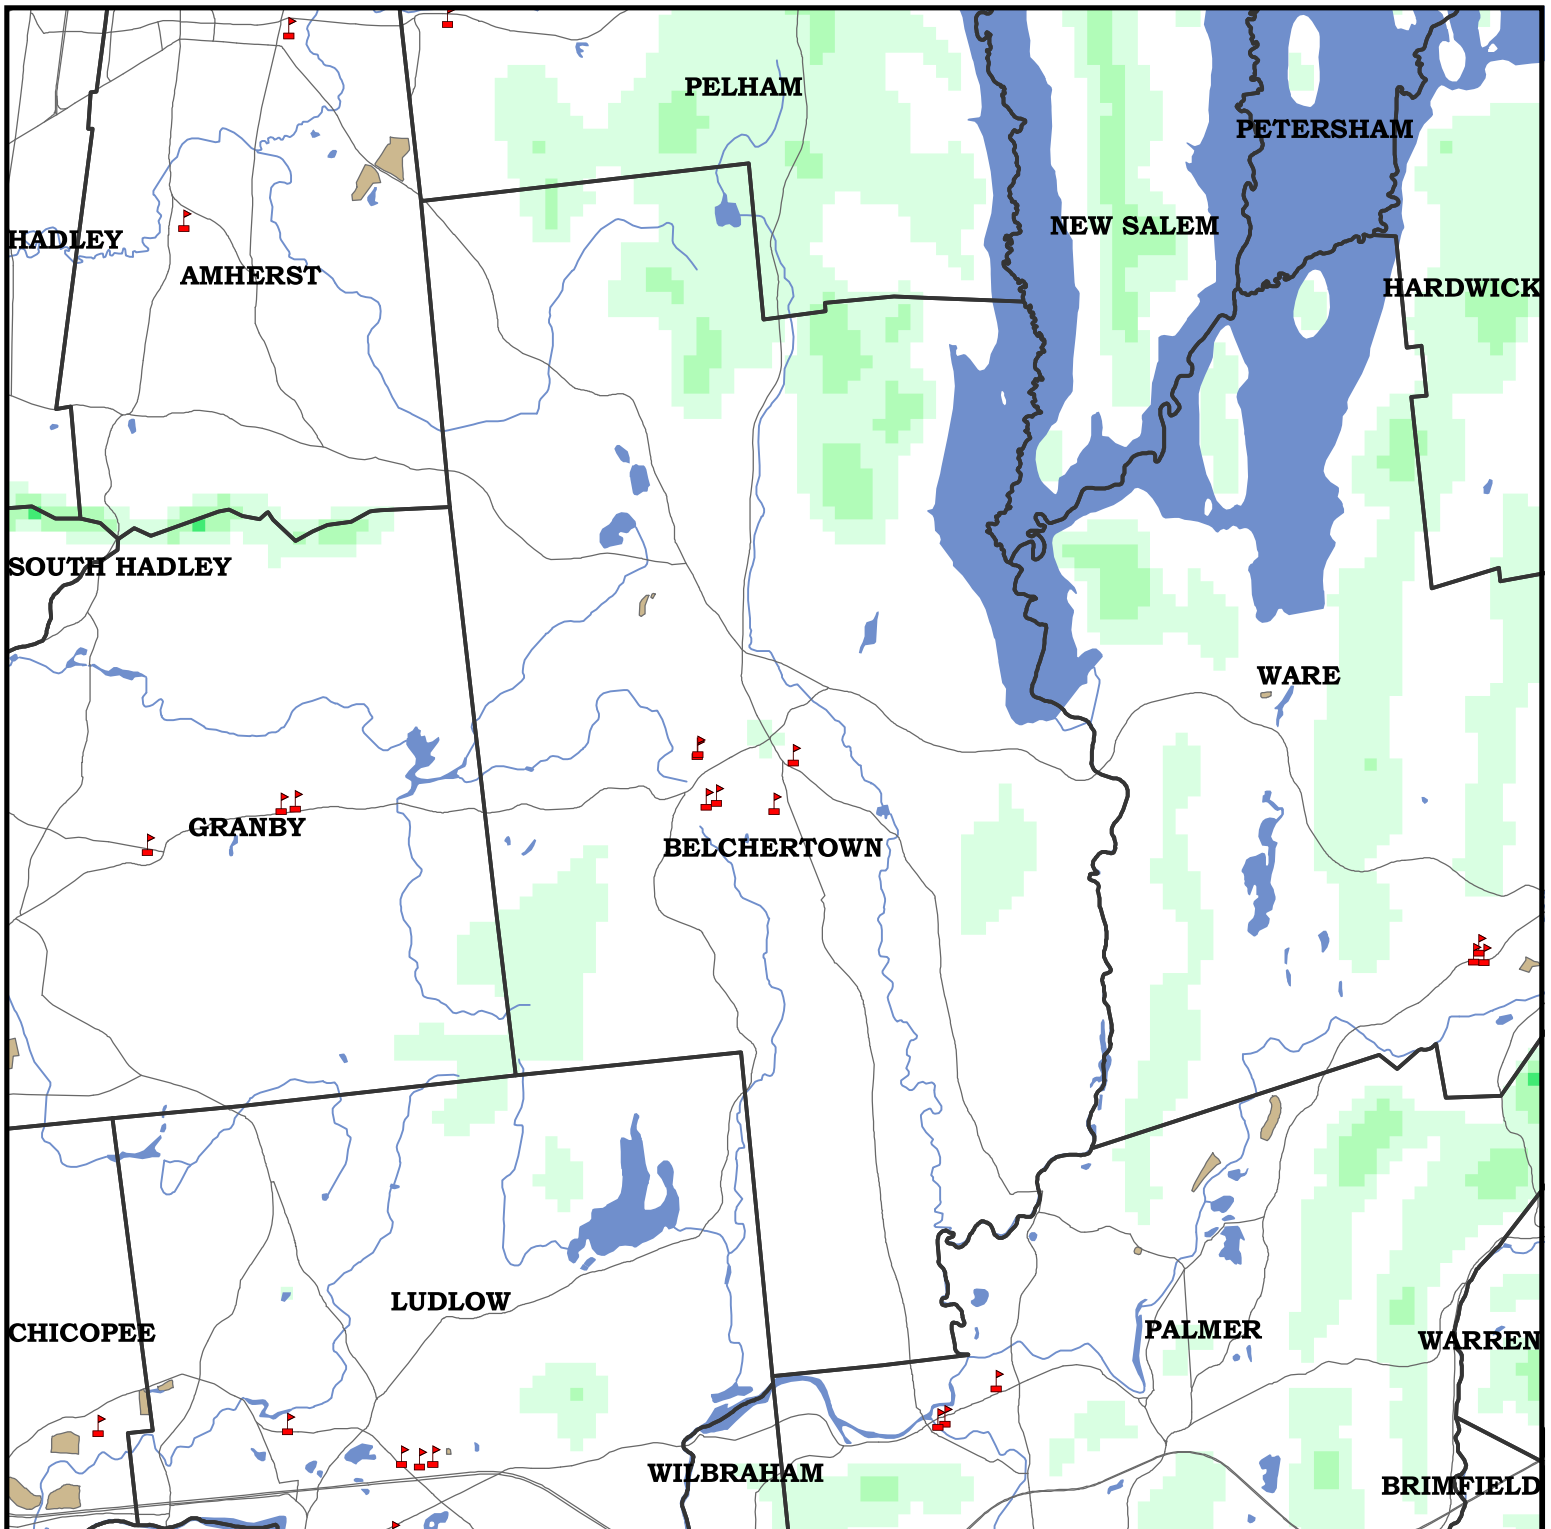 PELHAM
PETERSHAM
NEW SALEM
HADLEY
AMHERST
HARDWICK
SOUTH HADLEY
WARE
GRANBY
BELCHERTOWN
LUDLOW
CHICOPEE
PALMER
WARREN
WILBRAHAM
BRIMFIELD